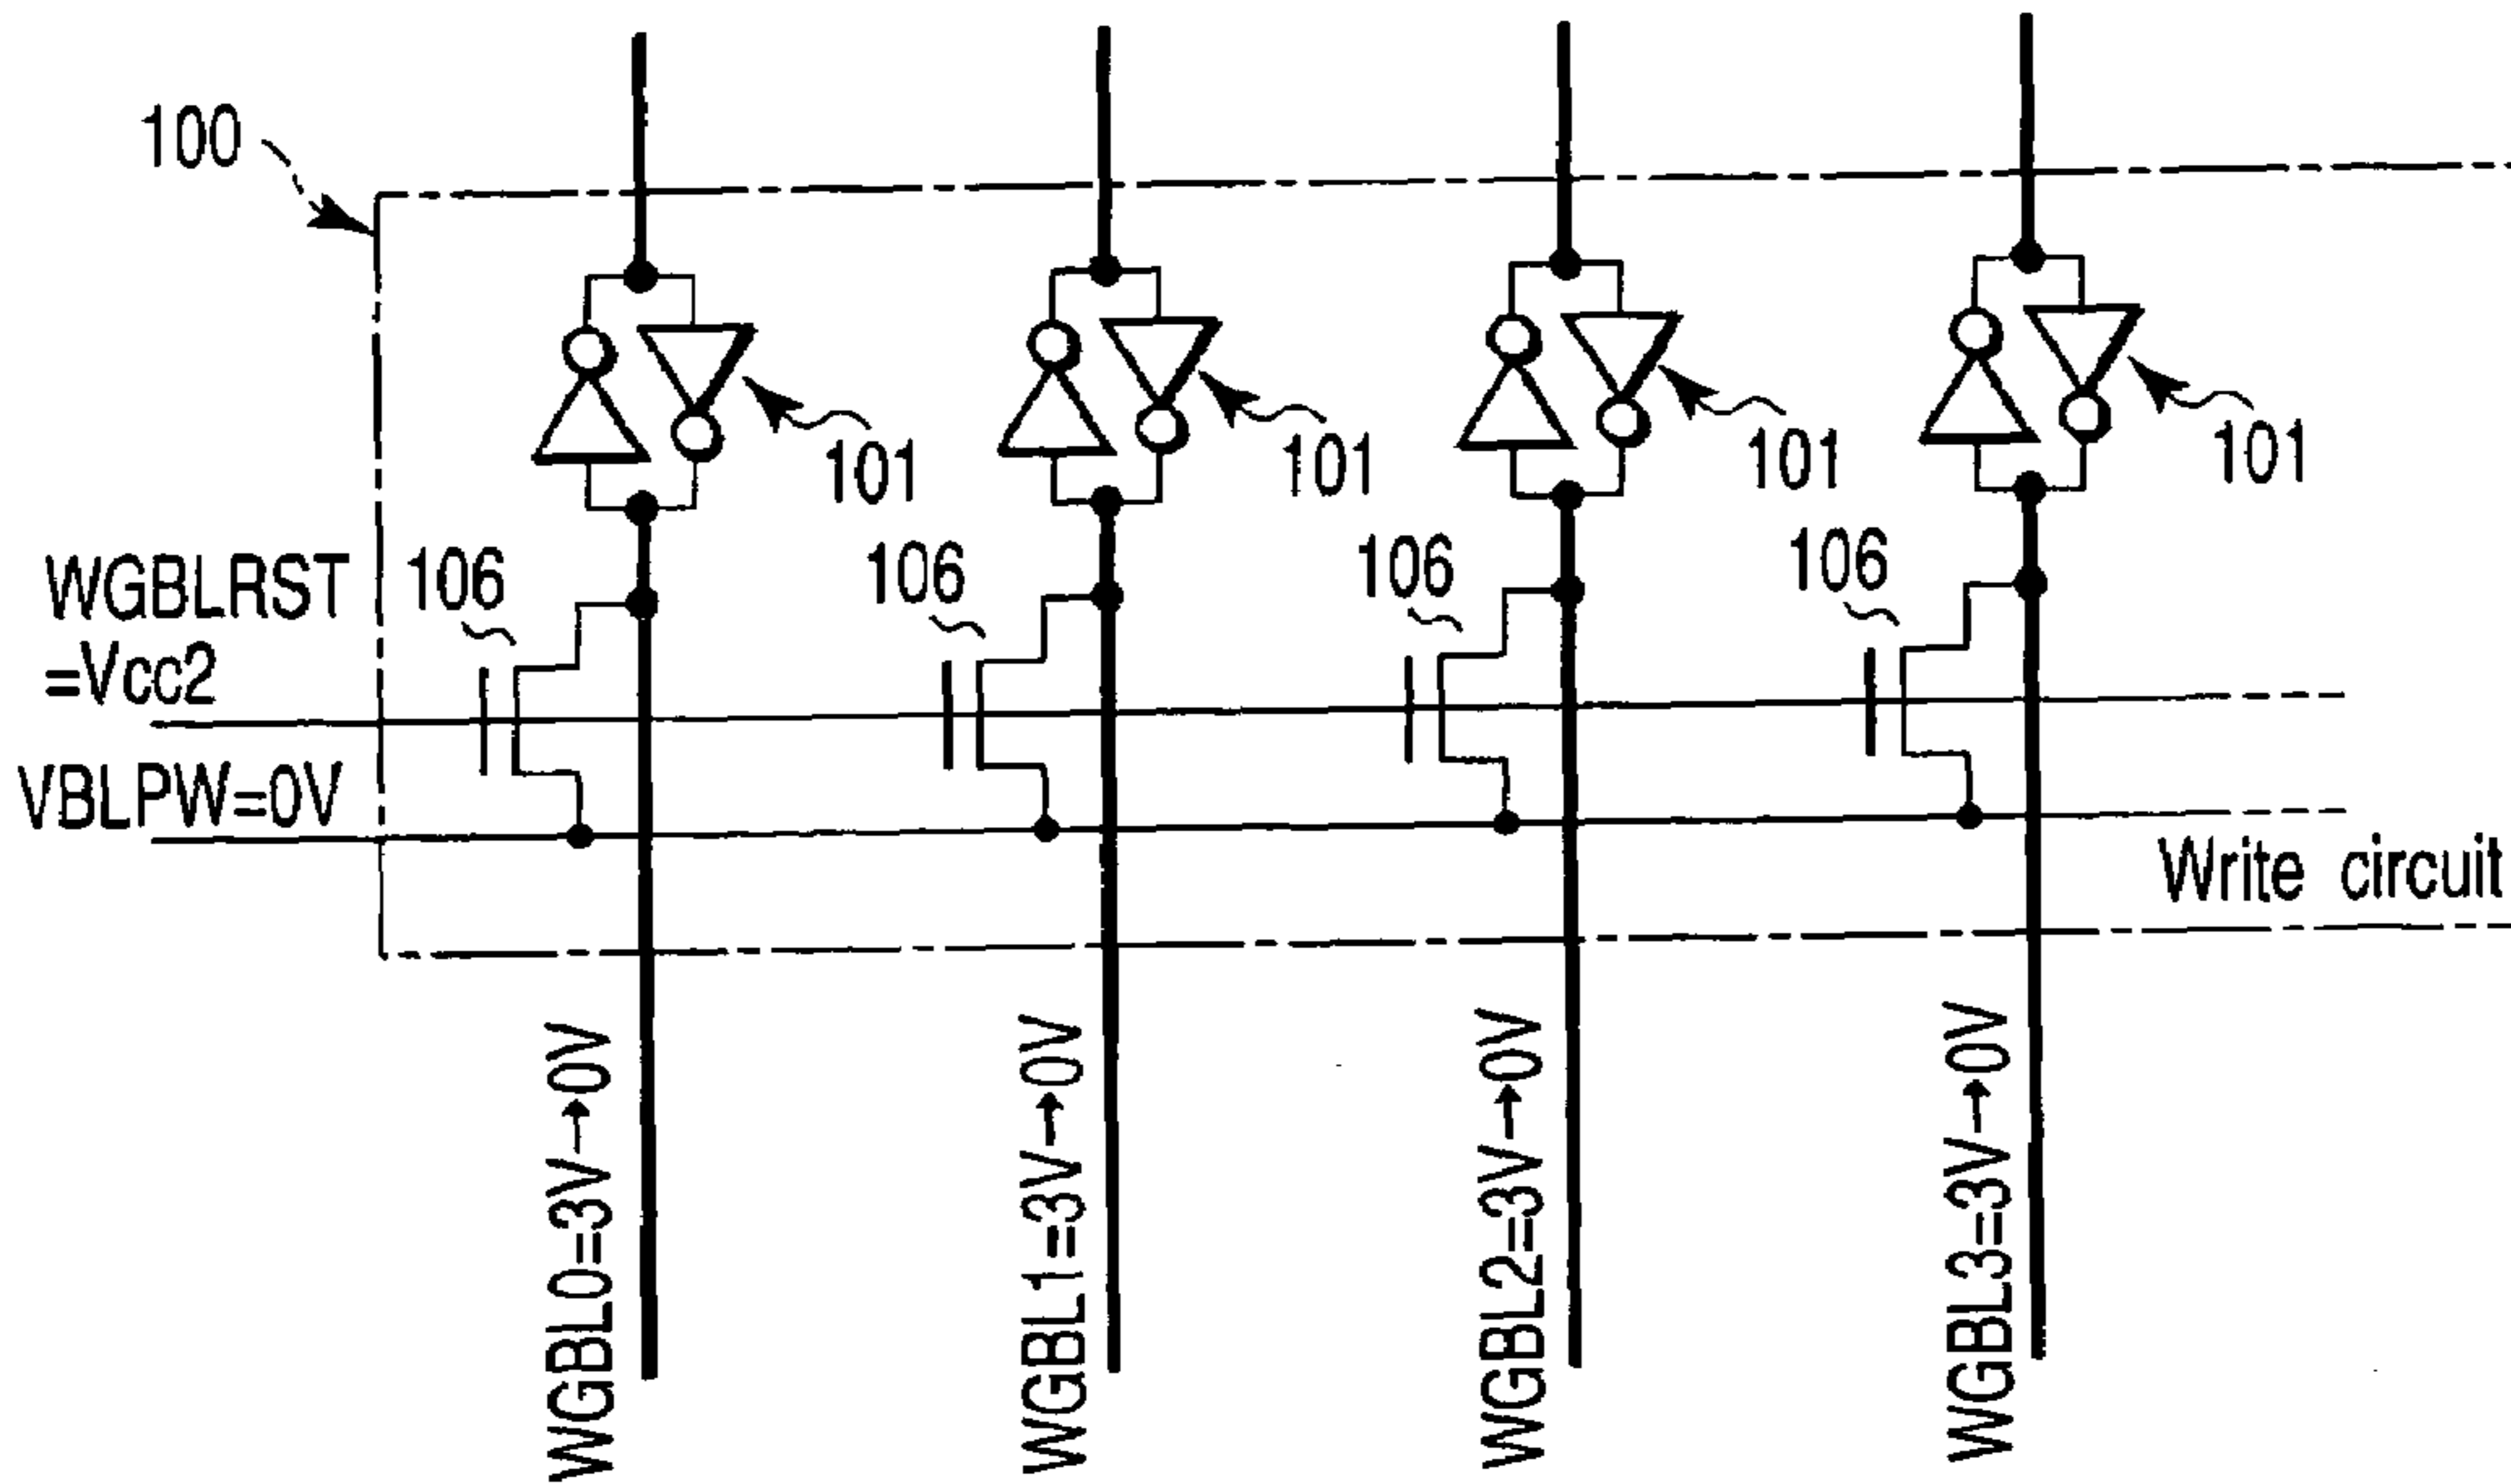 100
101
101
101
101
WGBLRST
=Vcc2
106
106
106
106
VBLPW=0V
Write circuit
WGBL0=3V→0V
WGBL1=3V→0V
WGBL2=3V→0V
WGBL3=3V→0V